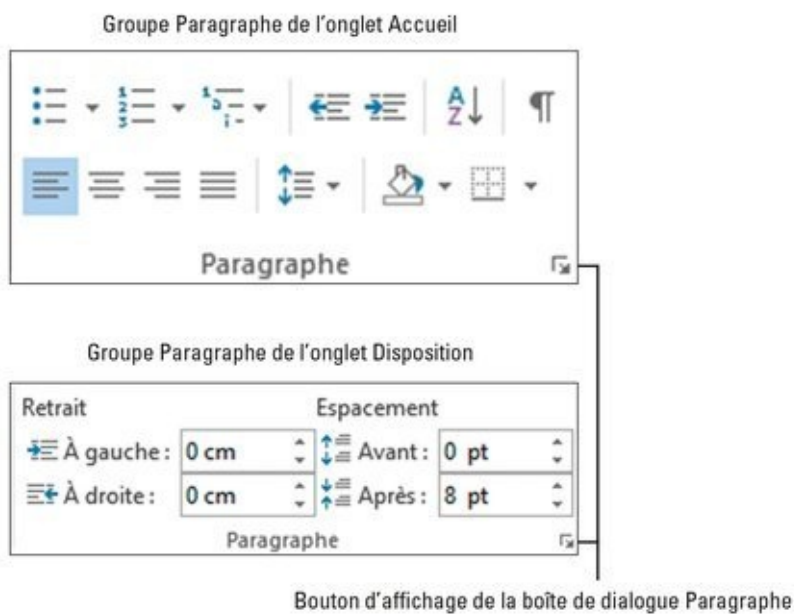 Groupe Paragraphe de l'onglet Accueil
Paragraphe
Groupe Paragraphe de l'onglet Disposition
Retrait Espacement
À gauche : 0 cm Avant : 0 pt
À droite : 0 cm Après : 8 pt
Paragraphe
Bouton d'affichage de la boîte de dialogue Paragraphe